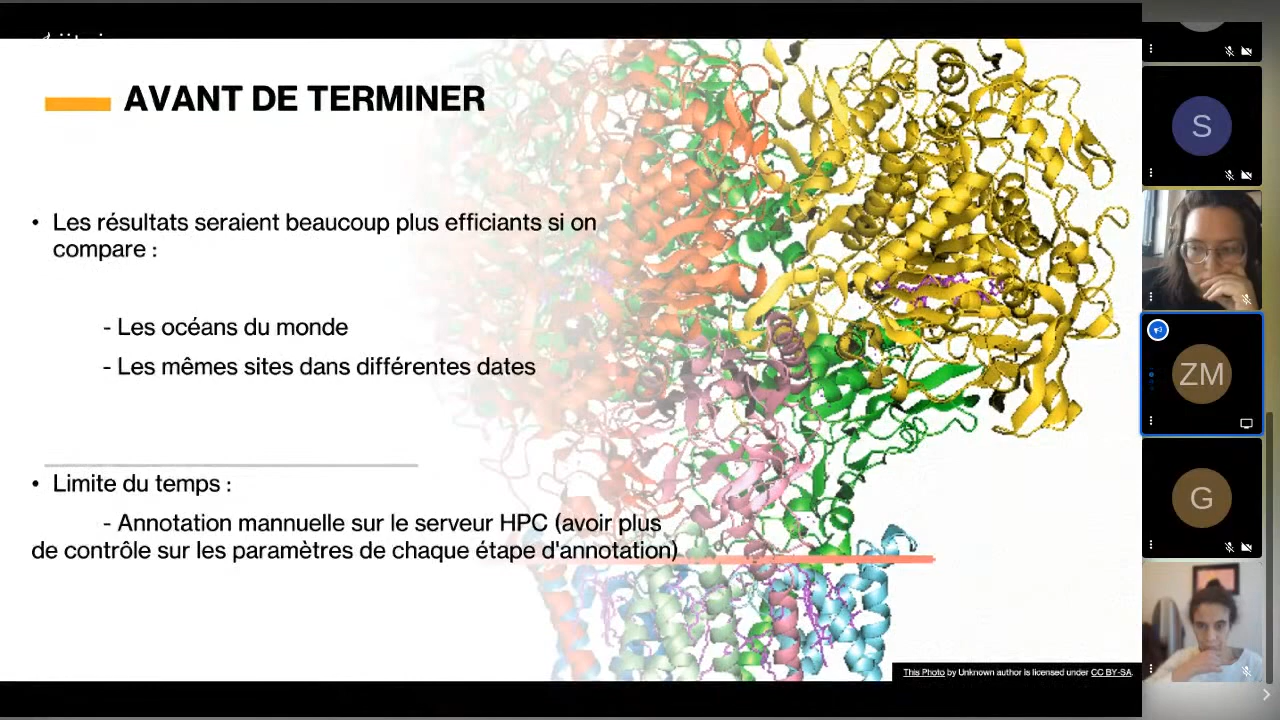 AVANT DE TERMINER
• Les résultats seraient beaucoup plus efficiants si on
compare :
- Les océans du monde
- Les mêmes sites dans différentes dates
• Limite du temps :
- Annotation mannuelle sur le serveur HPC (avoir plus
de contrôle sur les paramètres de chaque étape d'annotation)
This Photo by Unknown author is licensed under CC BY-SA.
S
ZM
G